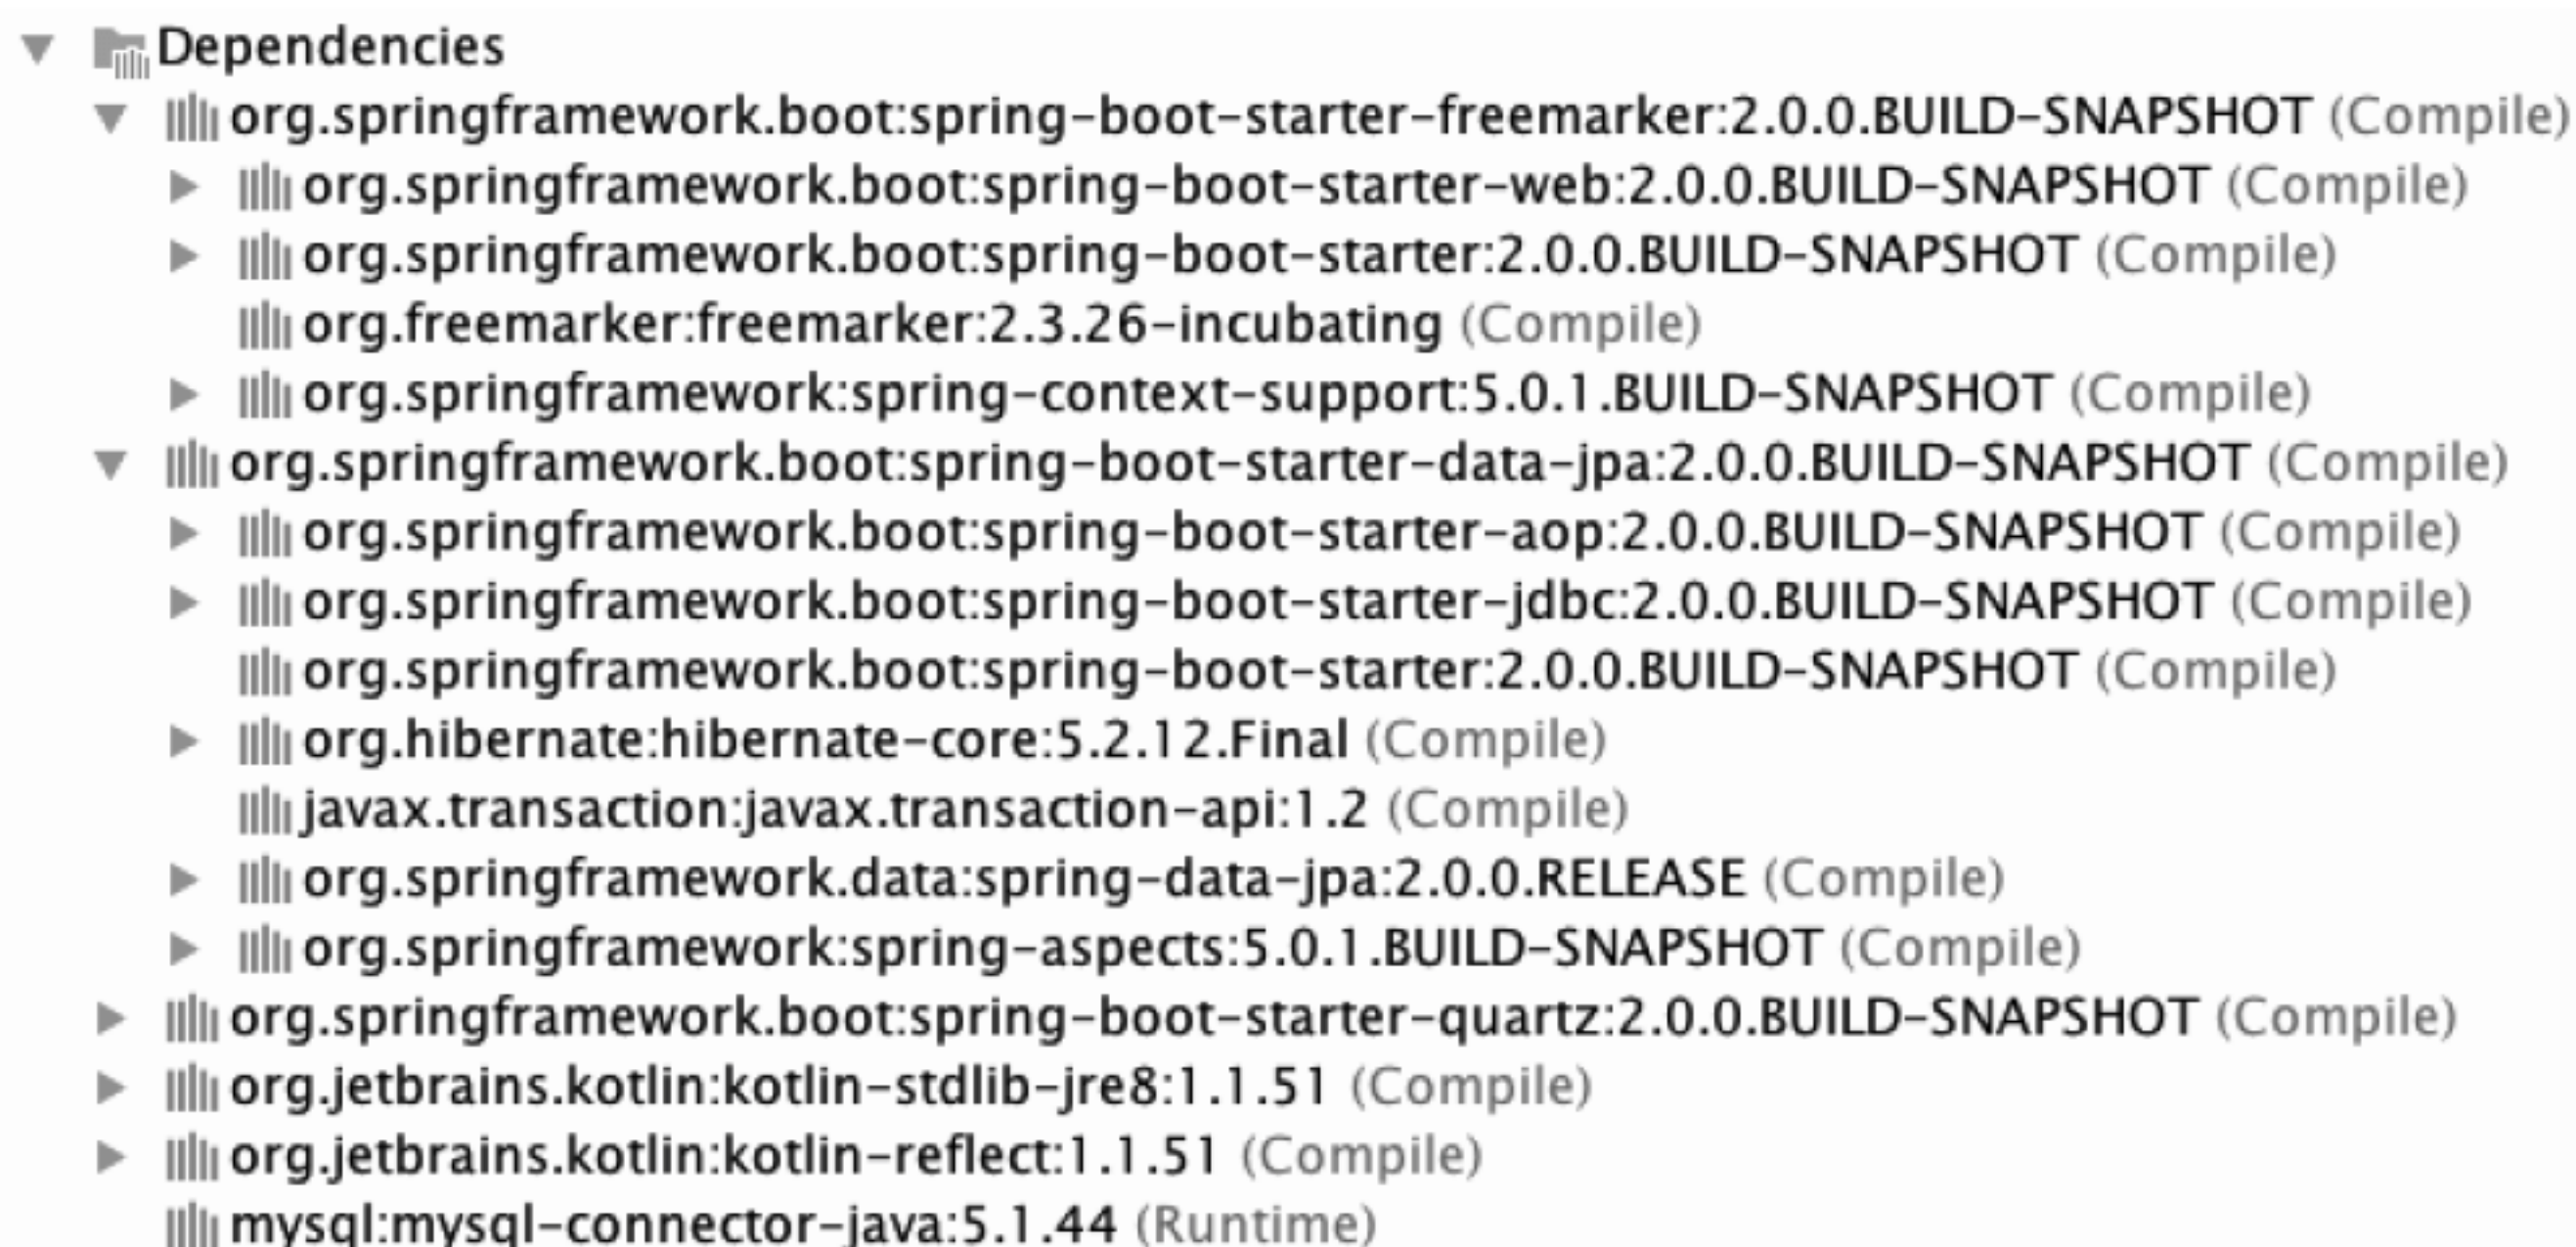 Dependencies
org.springframework.boot:spring-boot-starter-freemarker:2.0.0.BUILD-SNAPSHOT (Compile)
org.springframework.boot:spring-boot-starter-web:2.0.0.BUILD-SNAPSHOT (Compile)
org.springframework.boot:spring-boot-starter:2.0.0.BUILD-SNAPSHOT (Compile)
org.freemarker:freemarker:2.3.26-incubating (Compile)
org.springframework:spring-context-support:5.0.1.BUILD-SNAPSHOT (Compile)
org.springframework.boot:spring-boot-starter-data-jpa:2.0.0.BUILD-SNAPSHOT (Compile)
org.springframework.boot:spring-boot-starter-aop:2.0.0.BUILD-SNAPSHOT (Compile)
org.springframework.boot:spring-boot-starter-jdbc:2.0.0.BUILD-SNAPSHOT (Compile)
org.springframework.boot:spring-boot-starter:2.0.0.BUILD-SNAPSHOT (Compile)
org.hibernate:hibernate-core:5.2.12.Final (Compile)
javax.transaction:javax.transaction-api:1.2 (Compile)
org.springframework.data:spring-data-jpa:2.0.0.RELEASE (Compile)
org.springframework:spring-aspects:5.0.1.BUILD-SNAPSHOT (Compile)
org.springframework.boot:spring-boot-starter-quartz:2.0.0.BUILD-SNAPSHOT (Compile)
org.jetbrains.kotlin:kotlin-stdlib-jre8:1.1.51 (Compile)
org.jetbrains.kotlin:kotlin-reflect:1.1.51 (Compile)
mysql:mysql-connector-java:5.1.44 (Runtime)